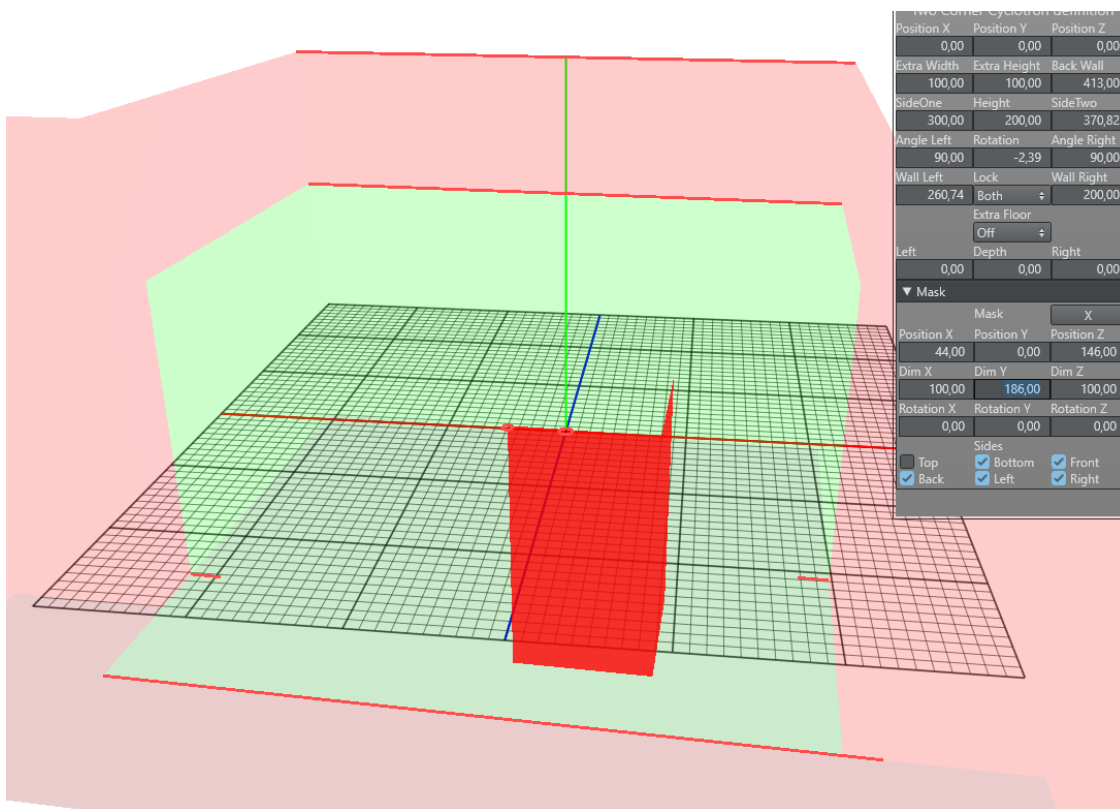 Two Corner Cyclotron definition
Position X Position Y Position Z
0,00 0,00 0,00
Extra Width Extra Height Back Wall
100,00 100,00 413,00
SideOne Height SideTwo
300,00 200,00 370,82
Angle Left Rotation Angle Right
90,00 -2,39 90,00
Wall Left Lock Wall Right
260,74 Both 200,00
Extra Floor
Off
Left Depth Right
0,00 0,00 0,00
▼ Mask
Mask X
Position X Position Y Position Z
44,00 0,00 146,00
Dim X Dim Y Dim Z
100,00 186,00 100,00
Rotation X Rotation Y Rotation Z
0,00 0,00 0,00
Sides
Top Bottom Front
Back Left Right